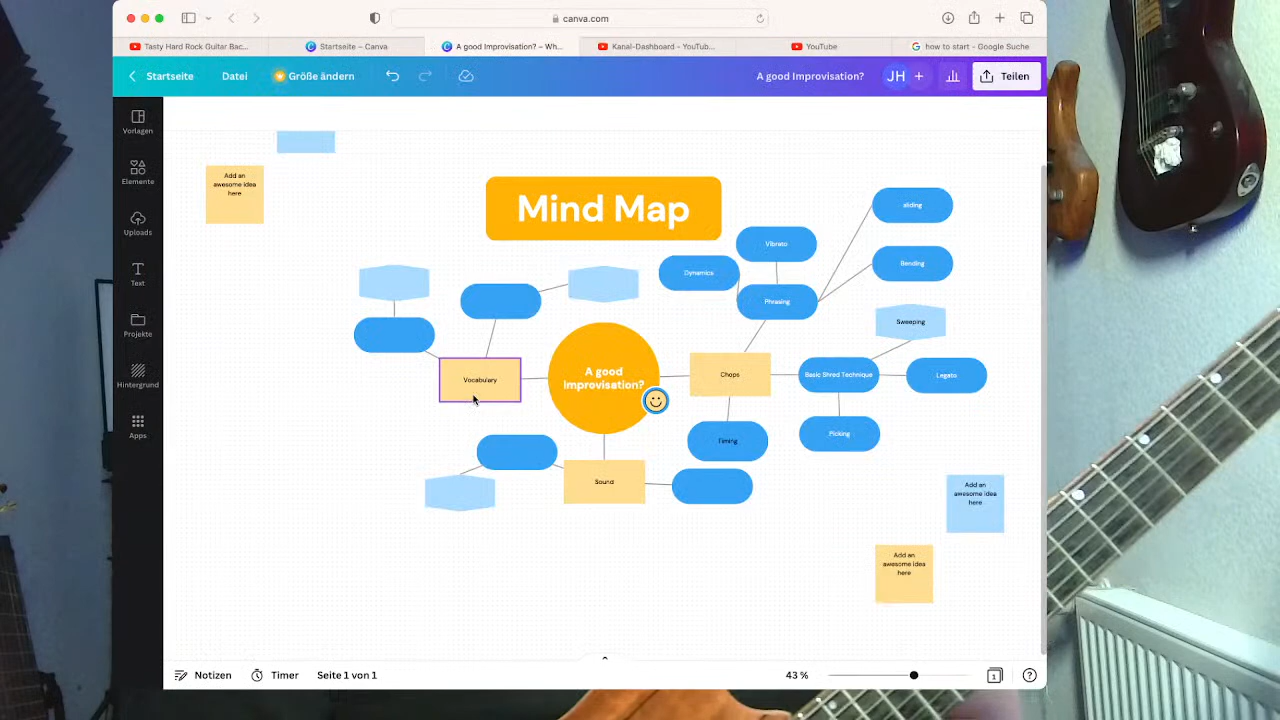 canva.com
Tasty Hard Rock Guitar Bac...
Startseite – Canva
A good Improvisation? – Wh...
Kanal-Dashboard - YouTub...
YouTube
how to start - Google Suche
Startseite
Datei
Größe ändern
A good Improvisation?
JH
Teilen
Vorlagen
Elemente
Uploads
Text
Projekte
Hintergrund
Apps
Add an
awesome idea
here
Mind Map
sliding
Vibrato
Bending
Dynamics
Phrasing
Sweeping
A good
Improvisation?
Vocabulary
Chops
Basic Shred Technique
Legato
Timing
Picking
Sound
Add an
awesome idea
here
Add an
awesome idea
here
Notizen
Timer
Seite 1 von 1
43 %
1